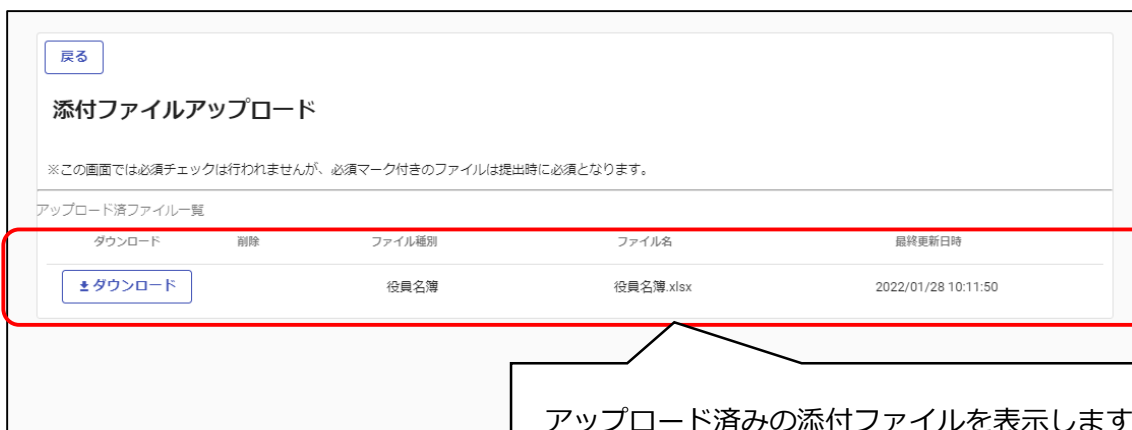 戻る
添付ファイルアップロード
※この画面では必須チェックは行われませんが、必須マーク付きのファイルは提出時に必須となります。
アップロード済ファイル一覧
ダウンロード 削除 ファイル種別 ファイル名 最終更新日時
ダウンロード 役員名簿 役員名簿.xlsx 2022/01/28 10:11:50
アップロード済みの添付ファイルを表示します